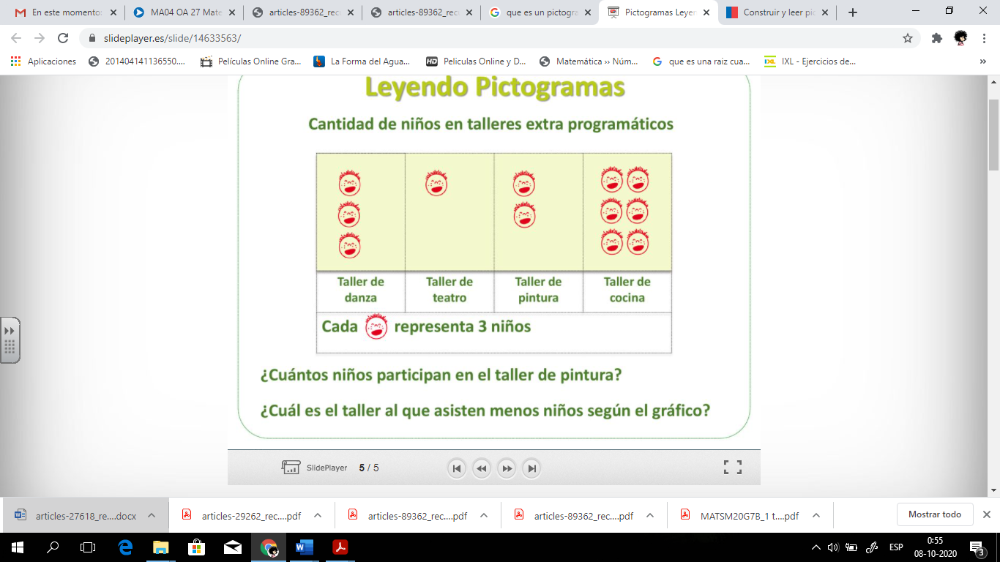 En este momento:
MA04 OA 27 Mate
articles-89362_rec
articles-89362_rec
que es un pictogra
Pictogramas Leyer
Construir y leer pic
slideplayer.es/slide/14633563/
Aplicaciones
201404141136550....
Películas Online Gra...
La Forma del Agua...
HD
Peliculas Online y D...
Matemática ›› Núm...
que es una raiz cua...
IXL
IXL - Ejercicios de...
»
Leyendo Pictogramas
Cantidad de niños en talleres extra programáticos
Taller de danza
Taller de teatro
Taller de pintura
Taller de cocina
Cada representa 3 niños
¿Cuántos niños participan en el taller de pintura?
¿Cuál es el taller al que asisten menos niños según el gráfico?
SlidePlayer 5 / 5
articles-27618_re....docx
articles-29262_rec....pdf
articles-89362_rec....pdf
articles-89362_rec....pdf
MATSM20G7B_1 t....pdf
Mostrar todo
ESP
0:55
08-10-2020
3